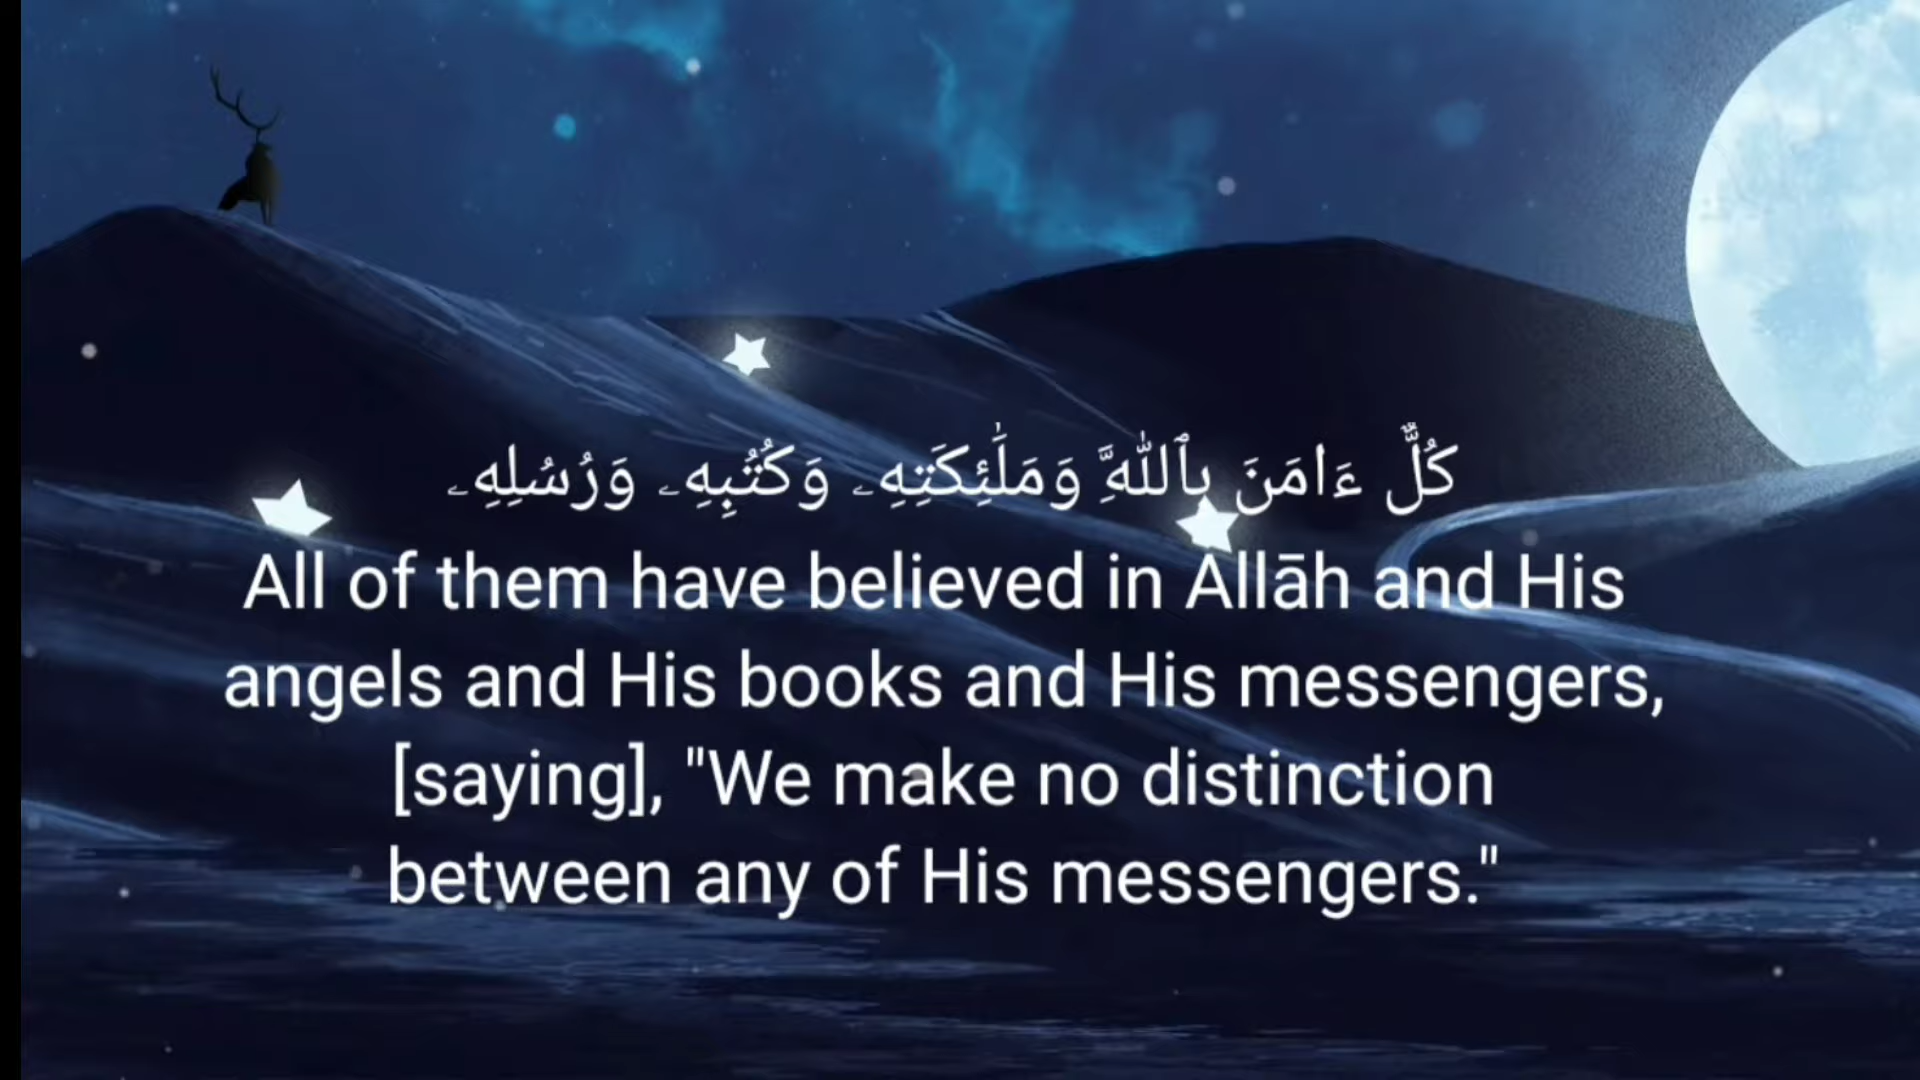 كُلٌّ ءَامَنَ بِٱللَّهِ وَمَلَٰٓئِكَتِهِۦ وَكُتُبِهِۦ وَرُسُلِهِۦ
All of them have believed in Allāh and His
angels and His books and His messengers,
[saying], "We make no distinction
between any of His messengers."